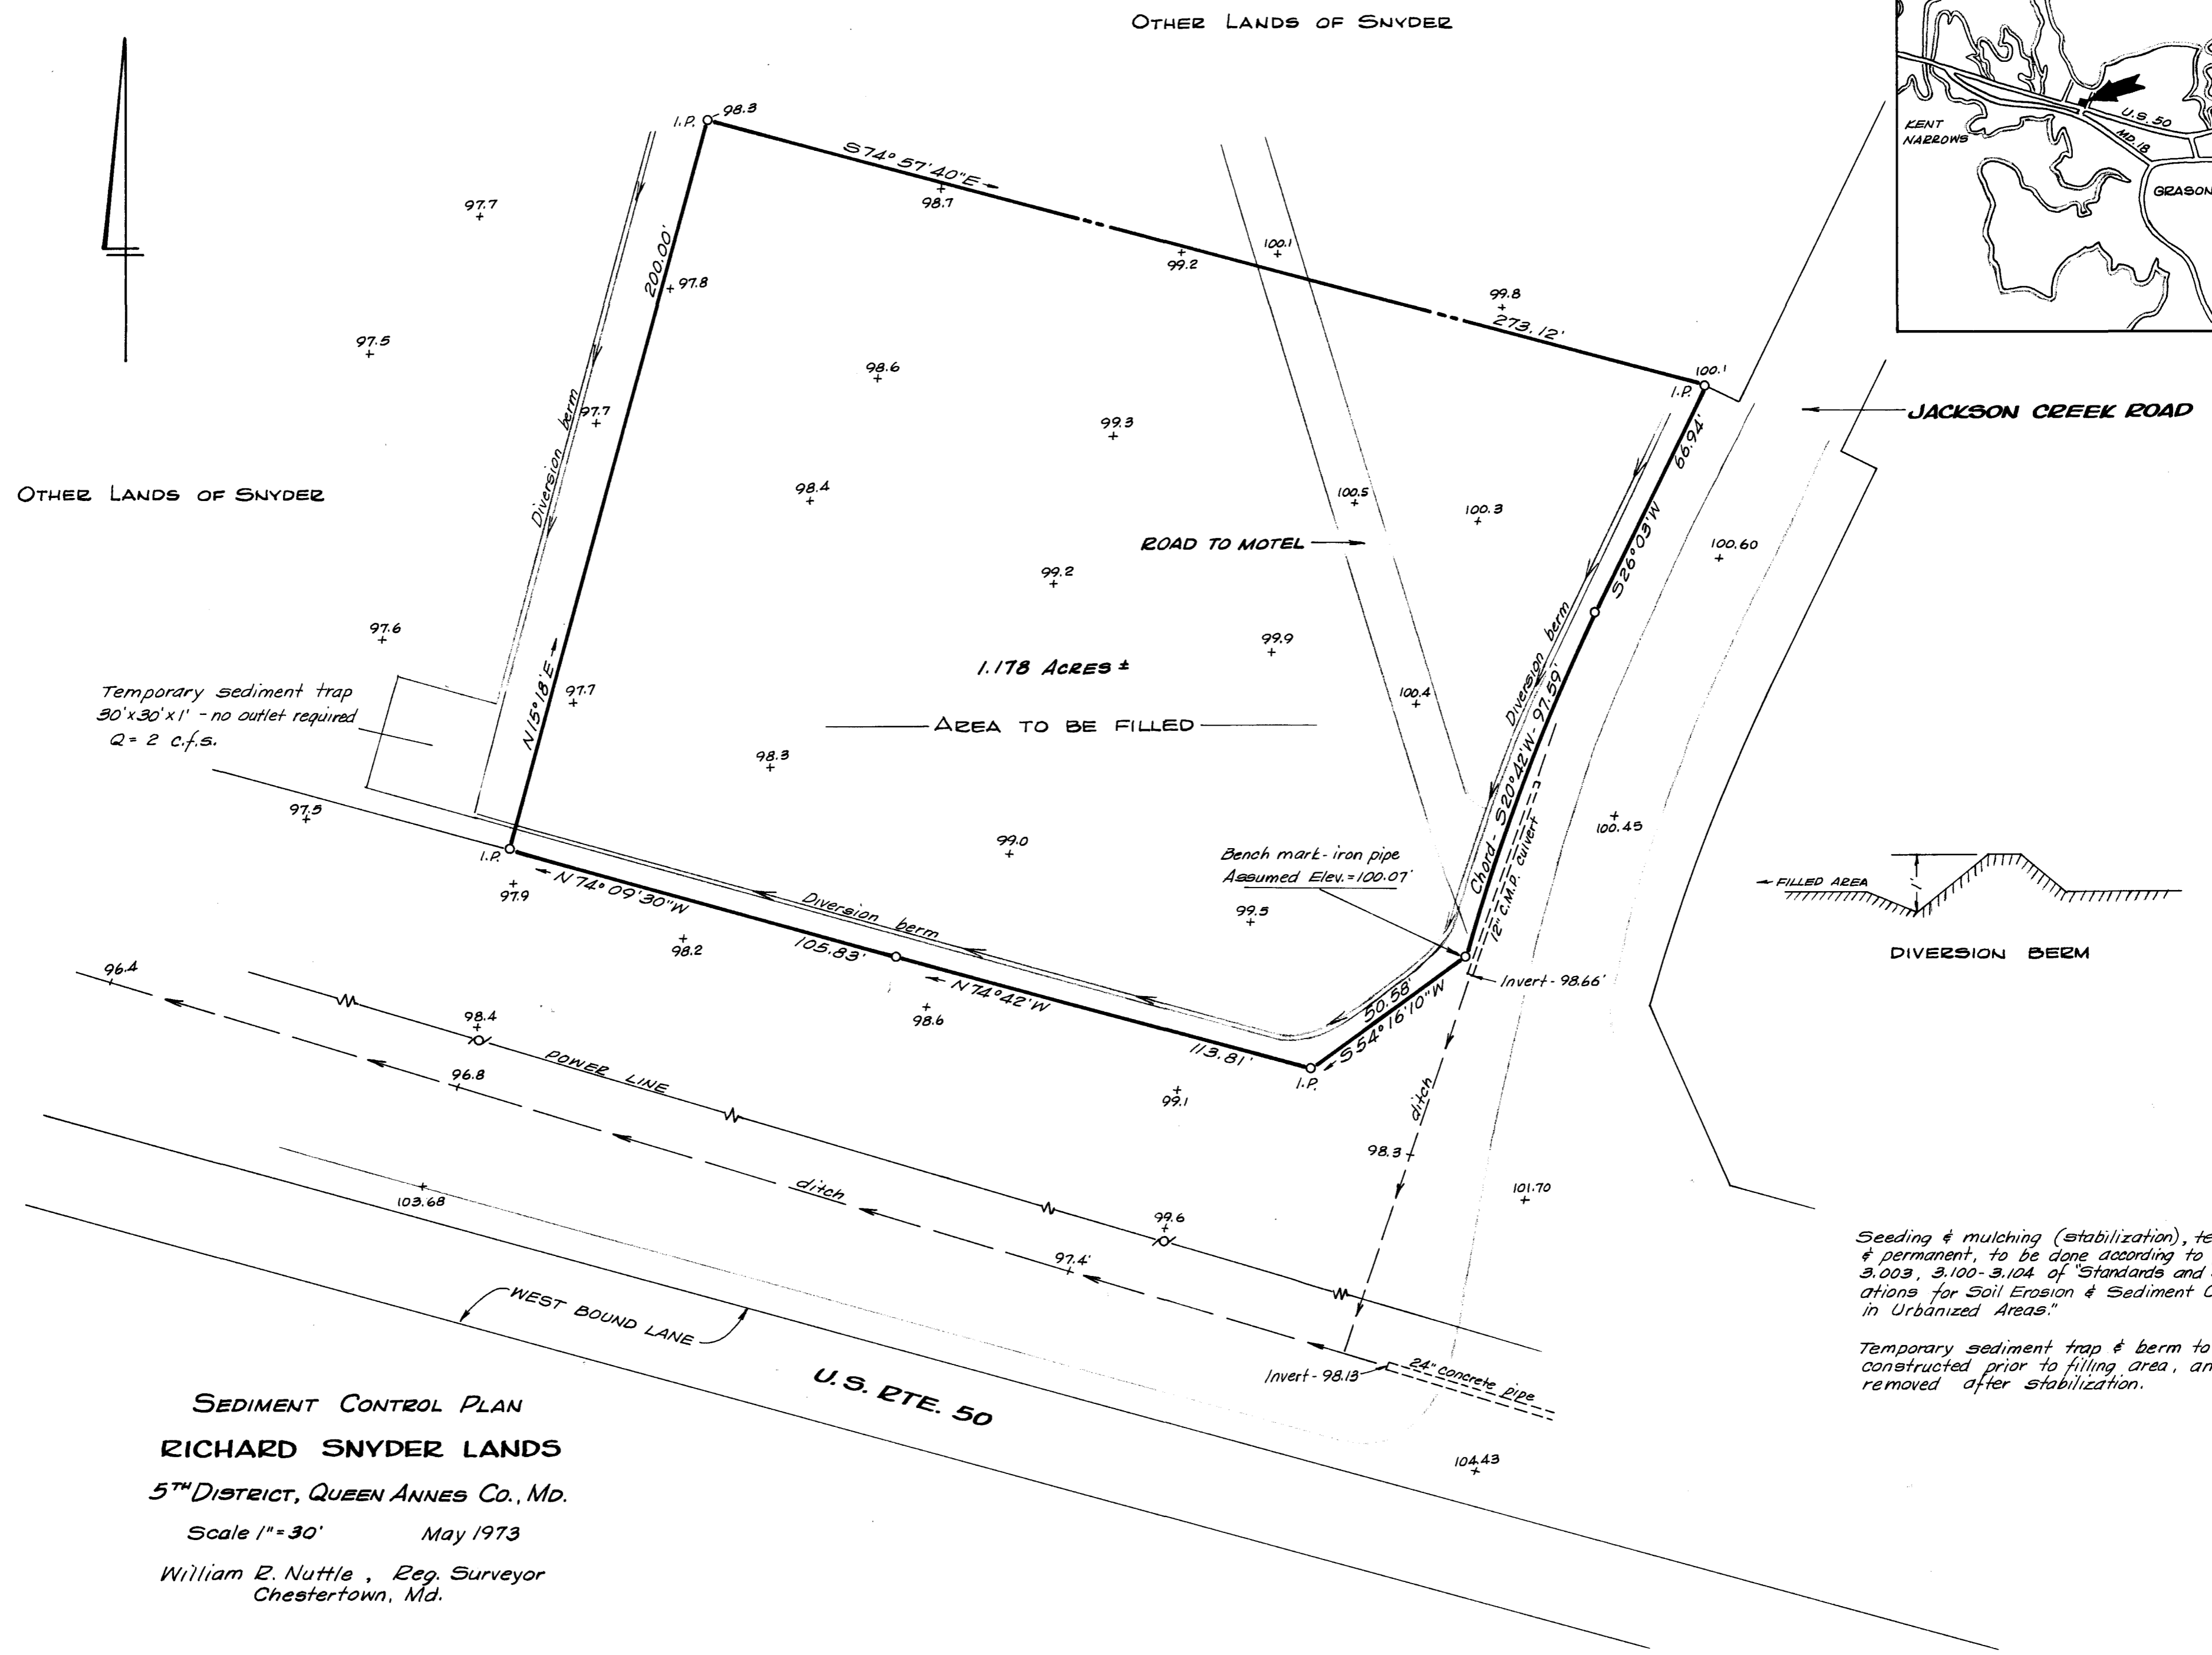 OTHER LANDS OF SNYDER
KENT
NARROWS
U.S. 50
MD. 18
I.P.
98.3
S74° 57' 40"E
98.7
99.2
100.1
99.8
273.12'
100.1
I.P.
JACKSON CREEK ROAD
97.7
97.5
200.00'
97.8
98.6
99.3
97.7
Diversion berm
98.4
OTHER LANDS OF SNYDER
100.5
100.3
66.94'
S26°03'W
100.60
ROAD TO MOTEL
99.2
97.6
99.9
1.178 ACRES ±
Diversion berm
Temporary sediment trap
30'x30'x1' - no outlet required
Q = 2 c.f.s.
N15°18'E
97.7
100.4
AREA TO BE FILLED
98.3
Chord - S20°42'W - 97.59'
12" C.M.P. culvert
97.5
I.P.
99.0
100.45
Bench mark - iron pipe
Assumed Elev. = 100.07'
FILLED AREA
1'
DIVERSION BERM
97.9
N74°09'30"W
98.2
105.83'
Diversion berm
99.5
N74°42'W
98.6
113.81'
50.58'
S54°16'10"W
I.P.
Invert - 98.66'
96.4
98.4
96.8
POWER LINE
99.1
ditch
98.3
101.70
103.68
ditch
99.6
97.4'
WEST BOUND LANE
U.S. RTE. 50
Invert - 98.13
24" concrete pipe
104.43
Seeding & mulching (stabilization),
& permanent, to be done according to
3.003, 3.100-3.104 of "Standards and
ations for Soil Erosion & Sediment
in Urbanized Areas."
Temporary sediment trap & berm to
constructed prior to filling area,
removed after stabilization.
SEDIMENT CONTROL PLAN
RICHARD SNYDER LANDS
5TH DISTRICT, QUEEN ANNES CO., MD.
Scale 1"=30' May 1973
William R. Nuttle, Reg. Surveyor
Chestertown, Md.